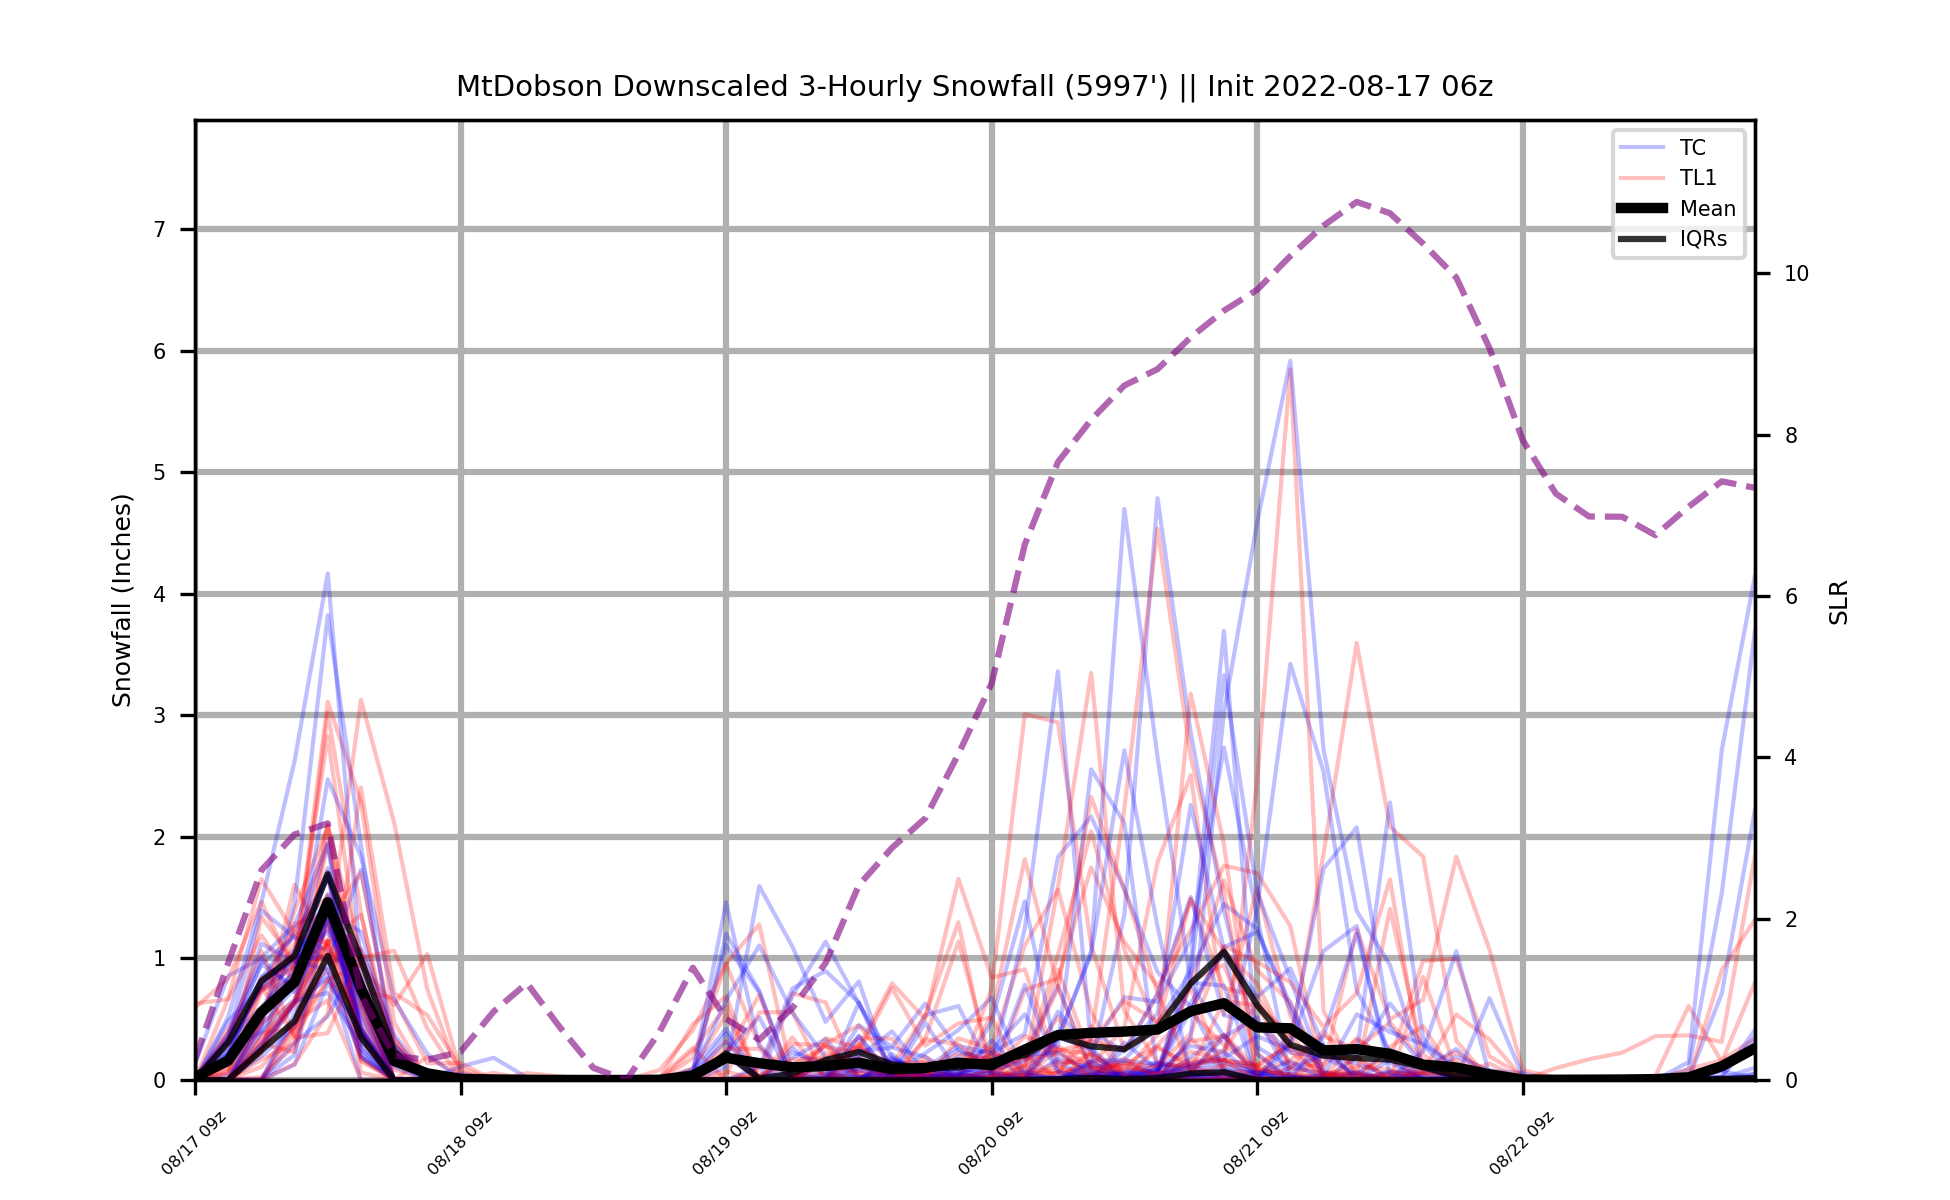 MtDobson Downscaled 3-Hourly Snowfall (5997') || Init 2022-08-17 06z
TC
TL1
Mean
IQRs
Snowfall (Inches)
7
6
5
4
3
2
1
0
SLR
10
8
6
4
2
0
08/17 09z
08/18 09z
08/19 09z
08/20 09z
08/21 09z
08/22 09z